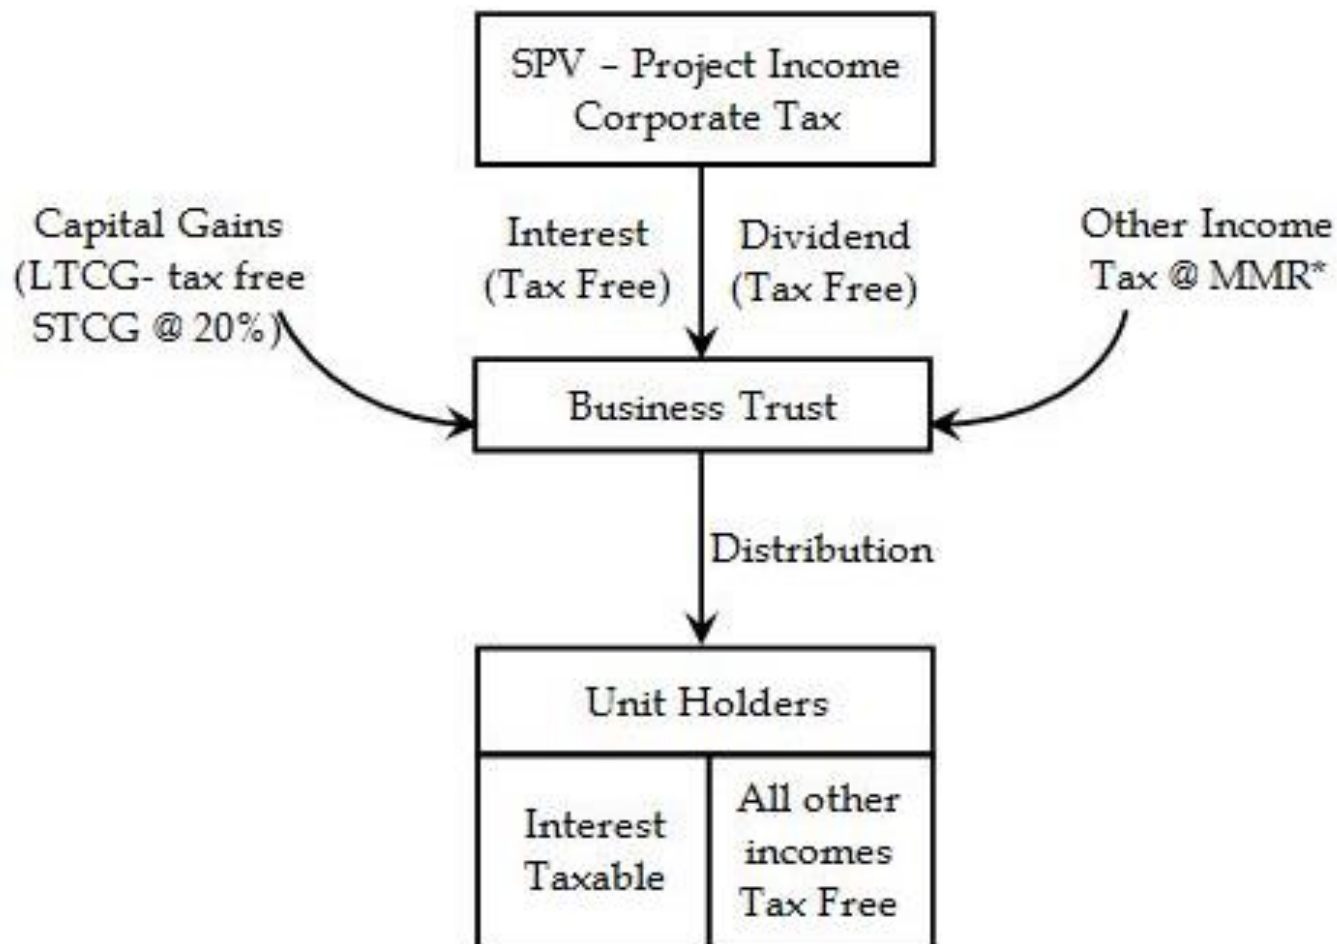 SPV – Project Income
Corporate Tax
Capital Gains
(LTCG- tax free
STCG @ 20%)
Interest
(Tax Free)
Dividend
(Tax Free)
Other Income
Tax @ MMR*
Business Trust
Distribution
Unit Holders
Interest
Taxable
All other
incomes
Tax Free